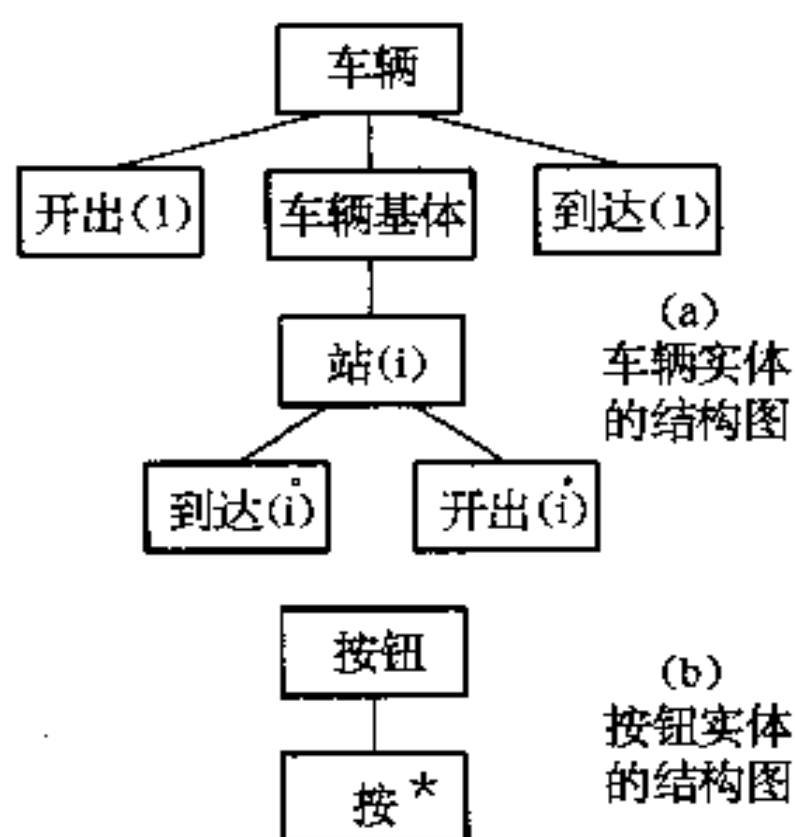 车辆
开出(1)
车辆基体
到达(1)
(a)
车辆实体
的结构图
站(i)
到达(i)°
开出(i)°
按钮
(b)
按钮实体
的结构图
按*